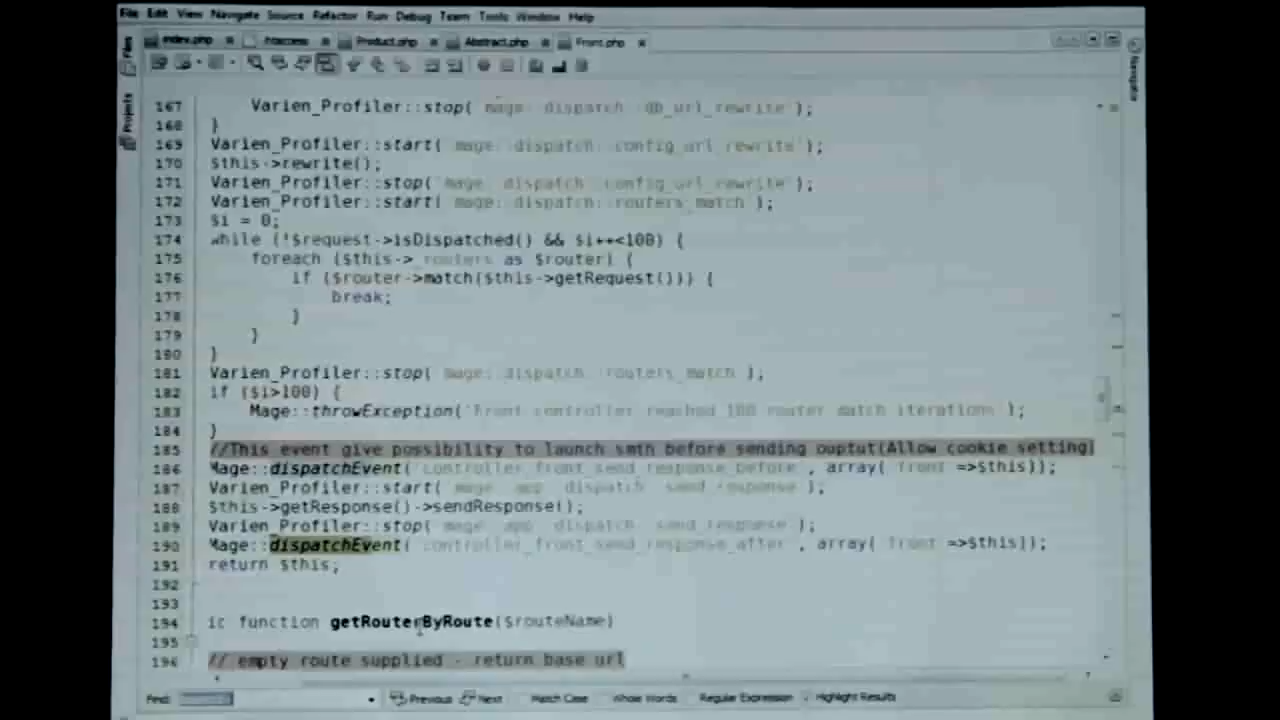 File Edit View Navigate Source Refactor Run Debug Team Tools Window Help
index.php .htaccess Product.php Abstract.php Front.php
Files
Projects
Navigator
167 Varien_Profiler::stop('mage::dispatch::db_url_rewrite');
168 }
169 Varien_Profiler::start('mage::dispatch::config_url_rewrite');
170 $this->rewrite();
171 Varien_Profiler::stop('mage::dispatch::config_url_rewrite');
172 Varien_Profiler::start('mage::dispatch::routers_match');
173 $i = 0;
174 while (!$request->isDispatched() && $i++<100) {
175 foreach ($this->_routers as $router) {
176 if ($router->match($this->getRequest())) {
177 break;
178 }
179 }
180 }
181 Varien_Profiler::stop('mage::dispatch::routers_match');
182 if ($i>100) {
183 Mage::throwException('Front controller reached 100 router match iterations');
184 }
185 //This event give possibility to launch smth before sending ouptut(Allow cookie setting)
186 Mage::dispatchEvent('controller_front_send_response_before', array('front'=>$this));
187 Varien_Profiler::start('mage::app::dispatch::send_response');
188 $this->getResponse()->sendResponse();
189 Varien_Profiler::stop('mage::app::dispatch::send_response');
190 Mage::dispatchEvent('controller_front_send_response_after', array('front'=>$this));
191 return $this;
192
193
194 ic function getRouterByRoute($routeName)
195
196 // empty route supplied - return base url
Find: Previous Next Match Case Whole Words Regular Expression Highlight Results